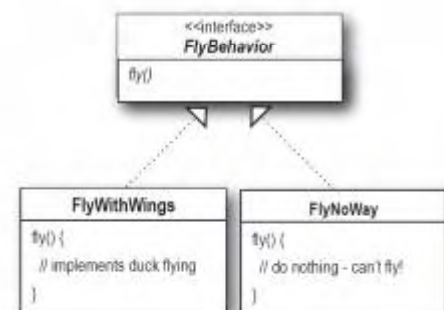 <<interface>>
FlyBehavior
fly()
FlyWithWings
fly() {
// implements duck flying
}
FlyNoWay
fly() {
// do nothing - can't fly!
}